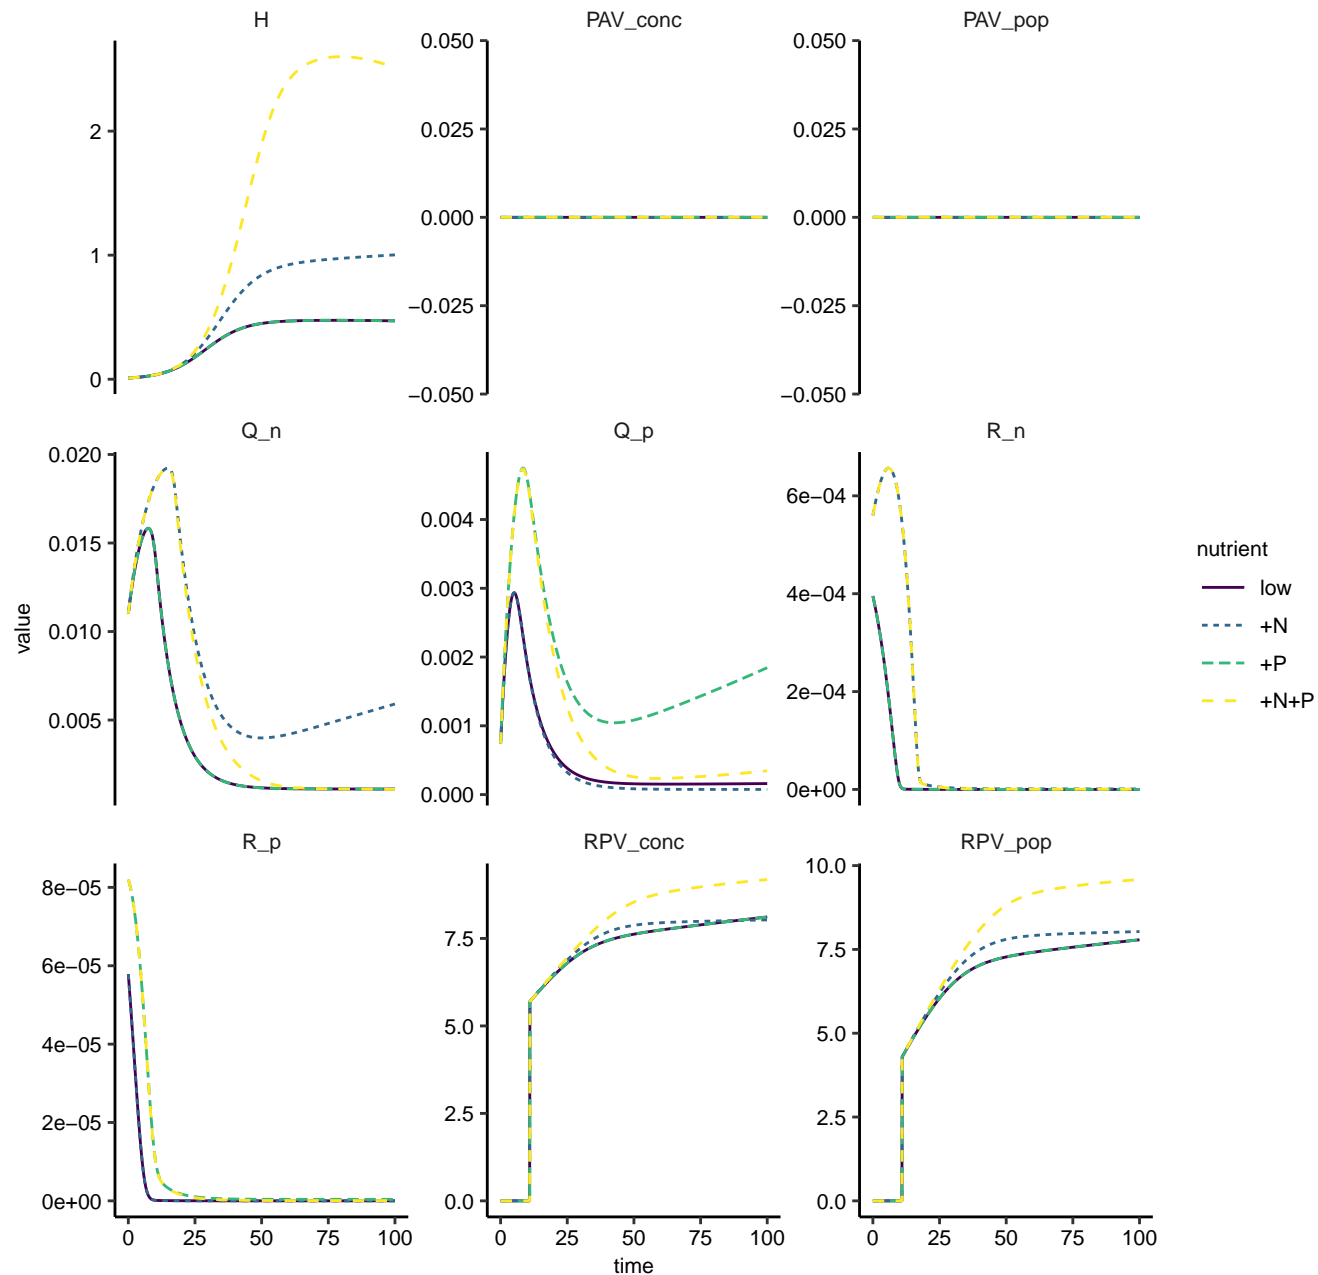 H PAV_conc PAV_pop
2
1
0
0.050
0.025
0.000
−0.025
−0.050
0.050
0.025
0.000
−0.025
−0.050
Q_n Q_p R_n
0.020
0.015
0.010
0.005
0.004
0.003
0.002
0.001
0.000
6e−04
4e−04
2e−04
0e+00
R_p RPV_conc RPV_pop
8e−05
6e−05
4e−05
2e−05
0e+00
7.5
5.0
2.5
0.0
10.0
7.5
5.0
2.5
0.0
0 25 50 75 100
0 25 50 75 100
0 25 50 75 100
time
value
nutrient
low
+N
+P
+N+P